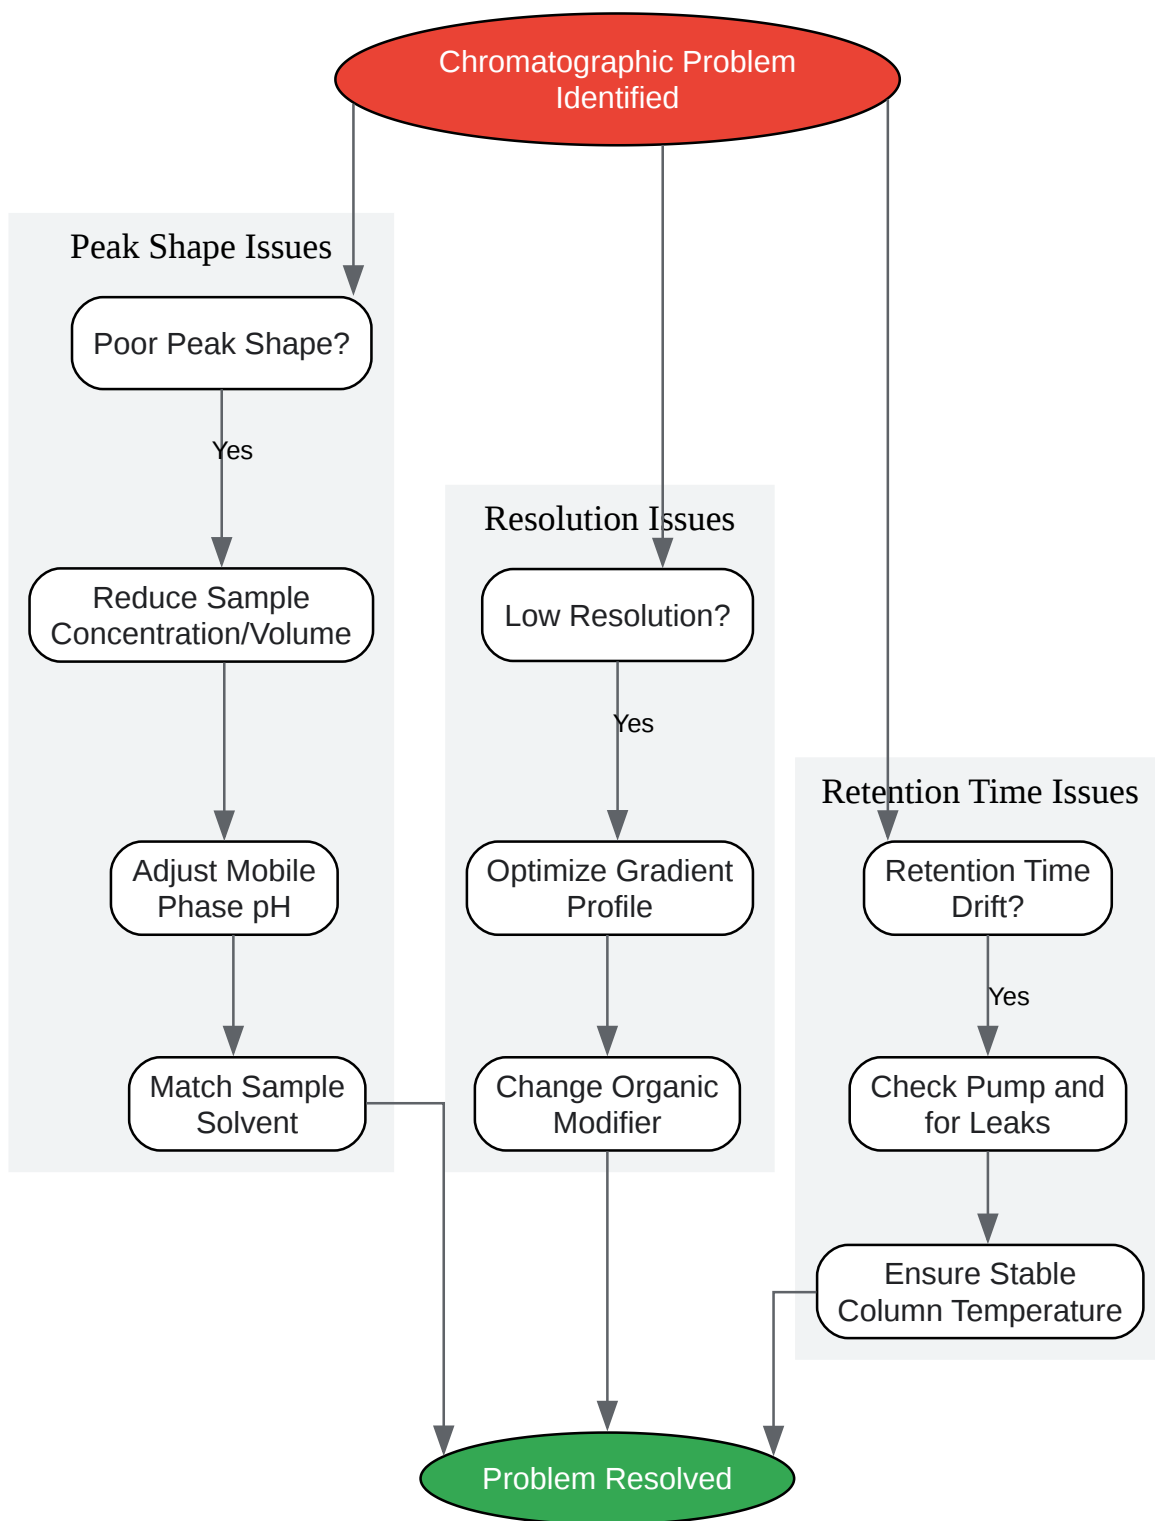 Chromatographic Problem
Identified
Peak Shape Issues
Poor Peak Shape?
Yes
Reduce Sample
Concentration/Volume
Adjust Mobile
Phase pH
Match Sample
Solvent
Resolution Issues
Low Resolution?
Yes
Optimize Gradient
Profile
Change Organic
Modifier
Retention Time Issues
Retention Time
Drift?
Yes
Check Pump and
for Leaks
Ensure Stable
Column Temperature
Problem Resolved